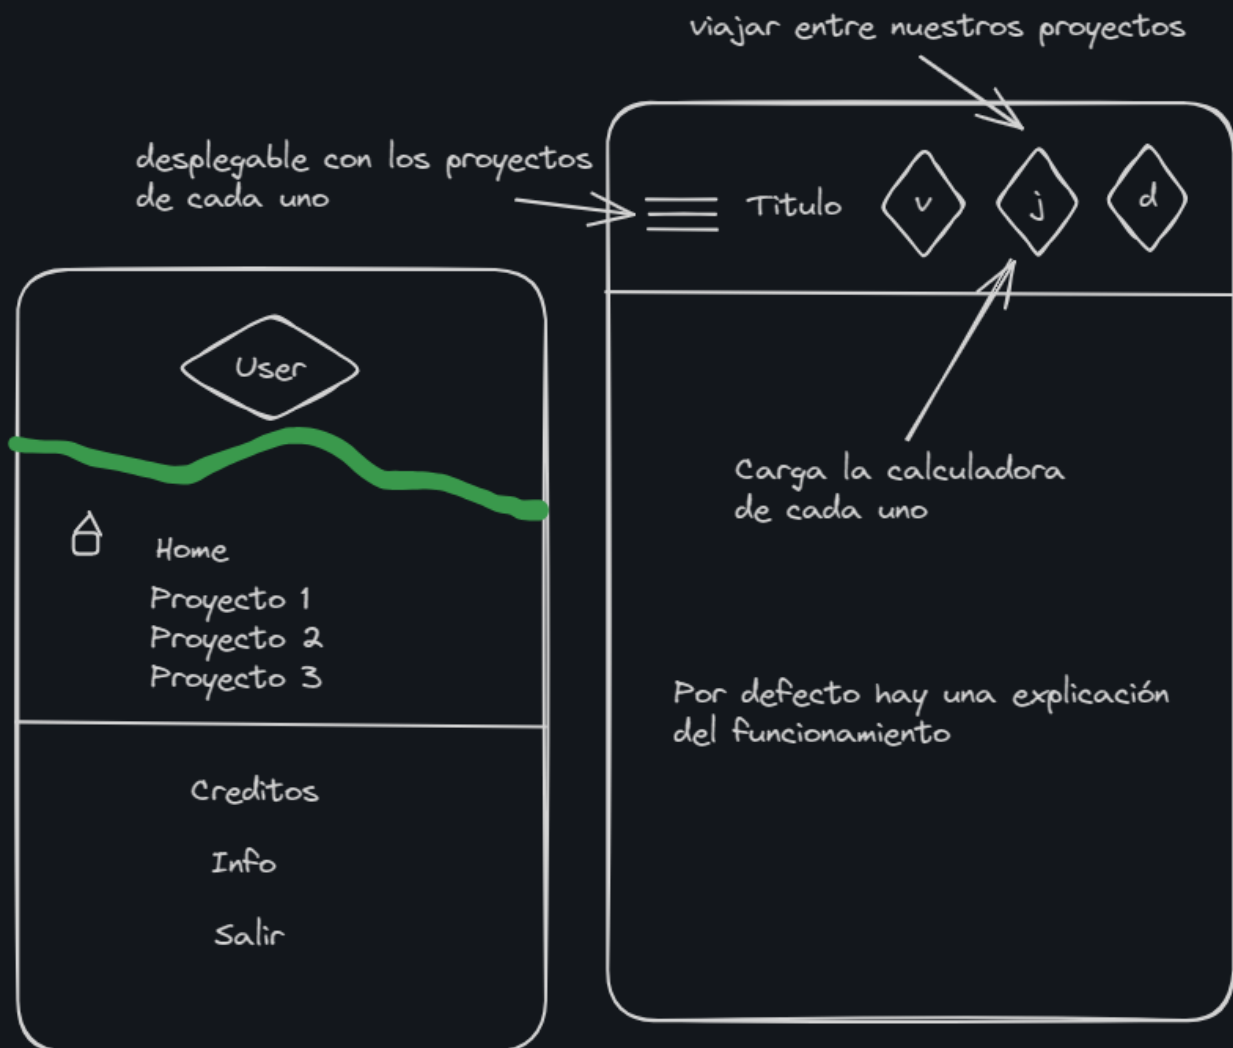 viajar entre nuestros proyectos
desplegable con los proyectos
de cada uno
Titulo
v
j
d
User
Carga la calculadora
de cada uno
Home
Proyecto 1
Proyecto 2
Proyecto 3
Por defecto hay una explicación
del funcionamiento
Creditos
Info
Salir